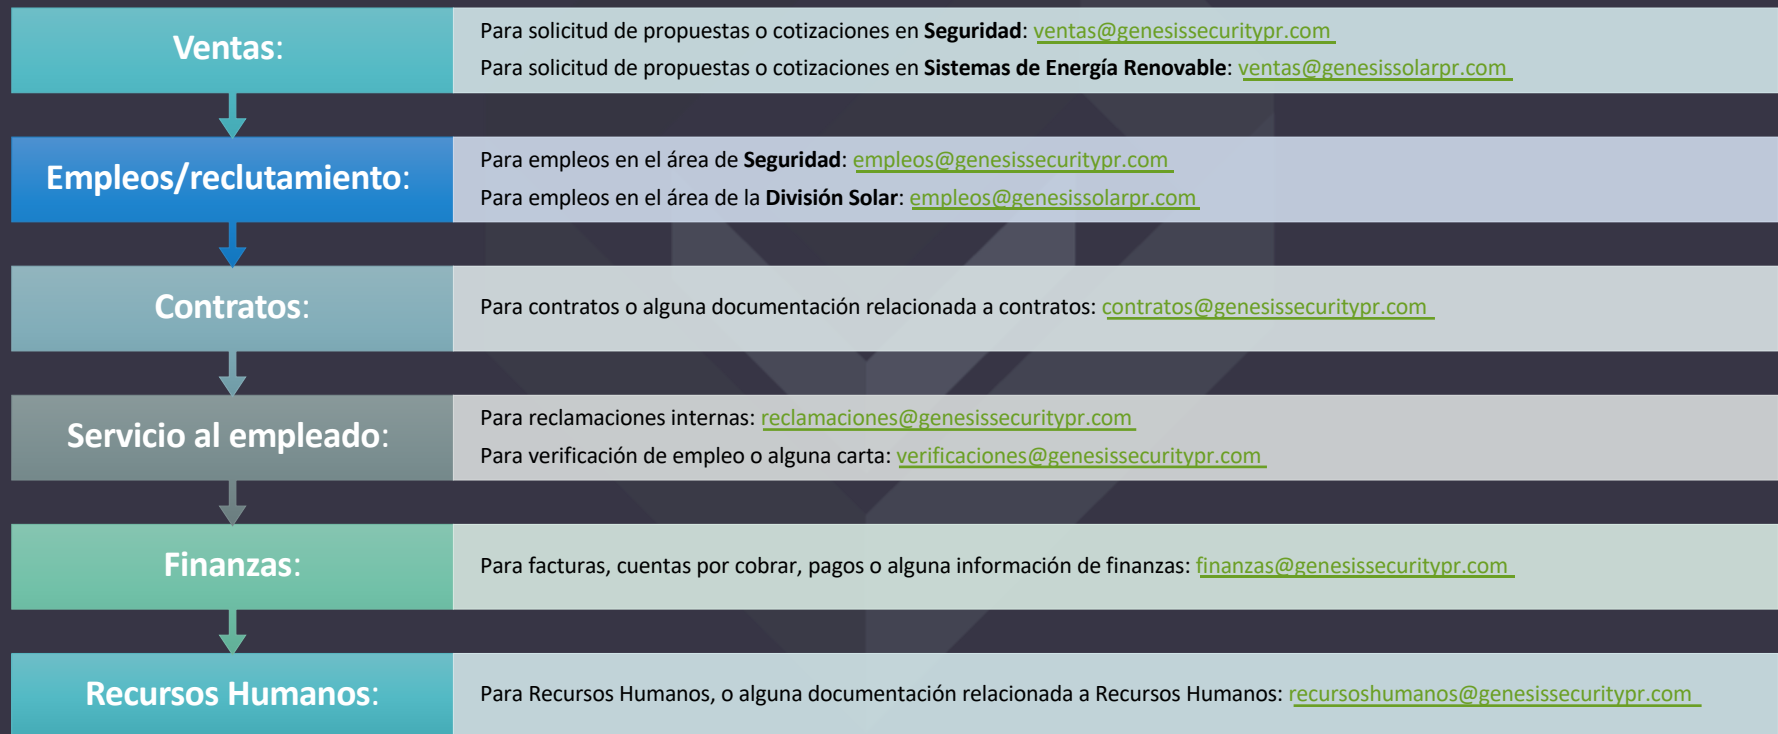 Ventas:
Para solicitud de propuestas o cotizaciones en Seguridad: ventas@genesissecuritypr.com
Para solicitud de propuestas o cotizaciones en Sistemas de Energía Renovable: ventas@genesissolarpr.com
Empleos/reclutamiento:
Para empleos en el área de Seguridad: empleos@genesissecuritypr.com
Para empleos en el área de la División Solar: empleos@genesissolarpr.com
Contratos:
Para contratos o alguna documentación relacionada a contratos: contratos@genesissecuritypr.com
Servicio al empleado:
Para reclamaciones internas: reclamaciones@genesissecuritypr.com
Para verificación de empleo o alguna carta: verificaciones@genesissecuritypr.com
Finanzas:
Para facturas, cuentas por cobrar, pagos o alguna información de finanzas: finanzas@genesissecuritypr.com
Recursos Humanos:
Para Recursos Humanos, o alguna documentación relacionada a Recursos Humanos: recursoshumanos@genesissecuritypr.com